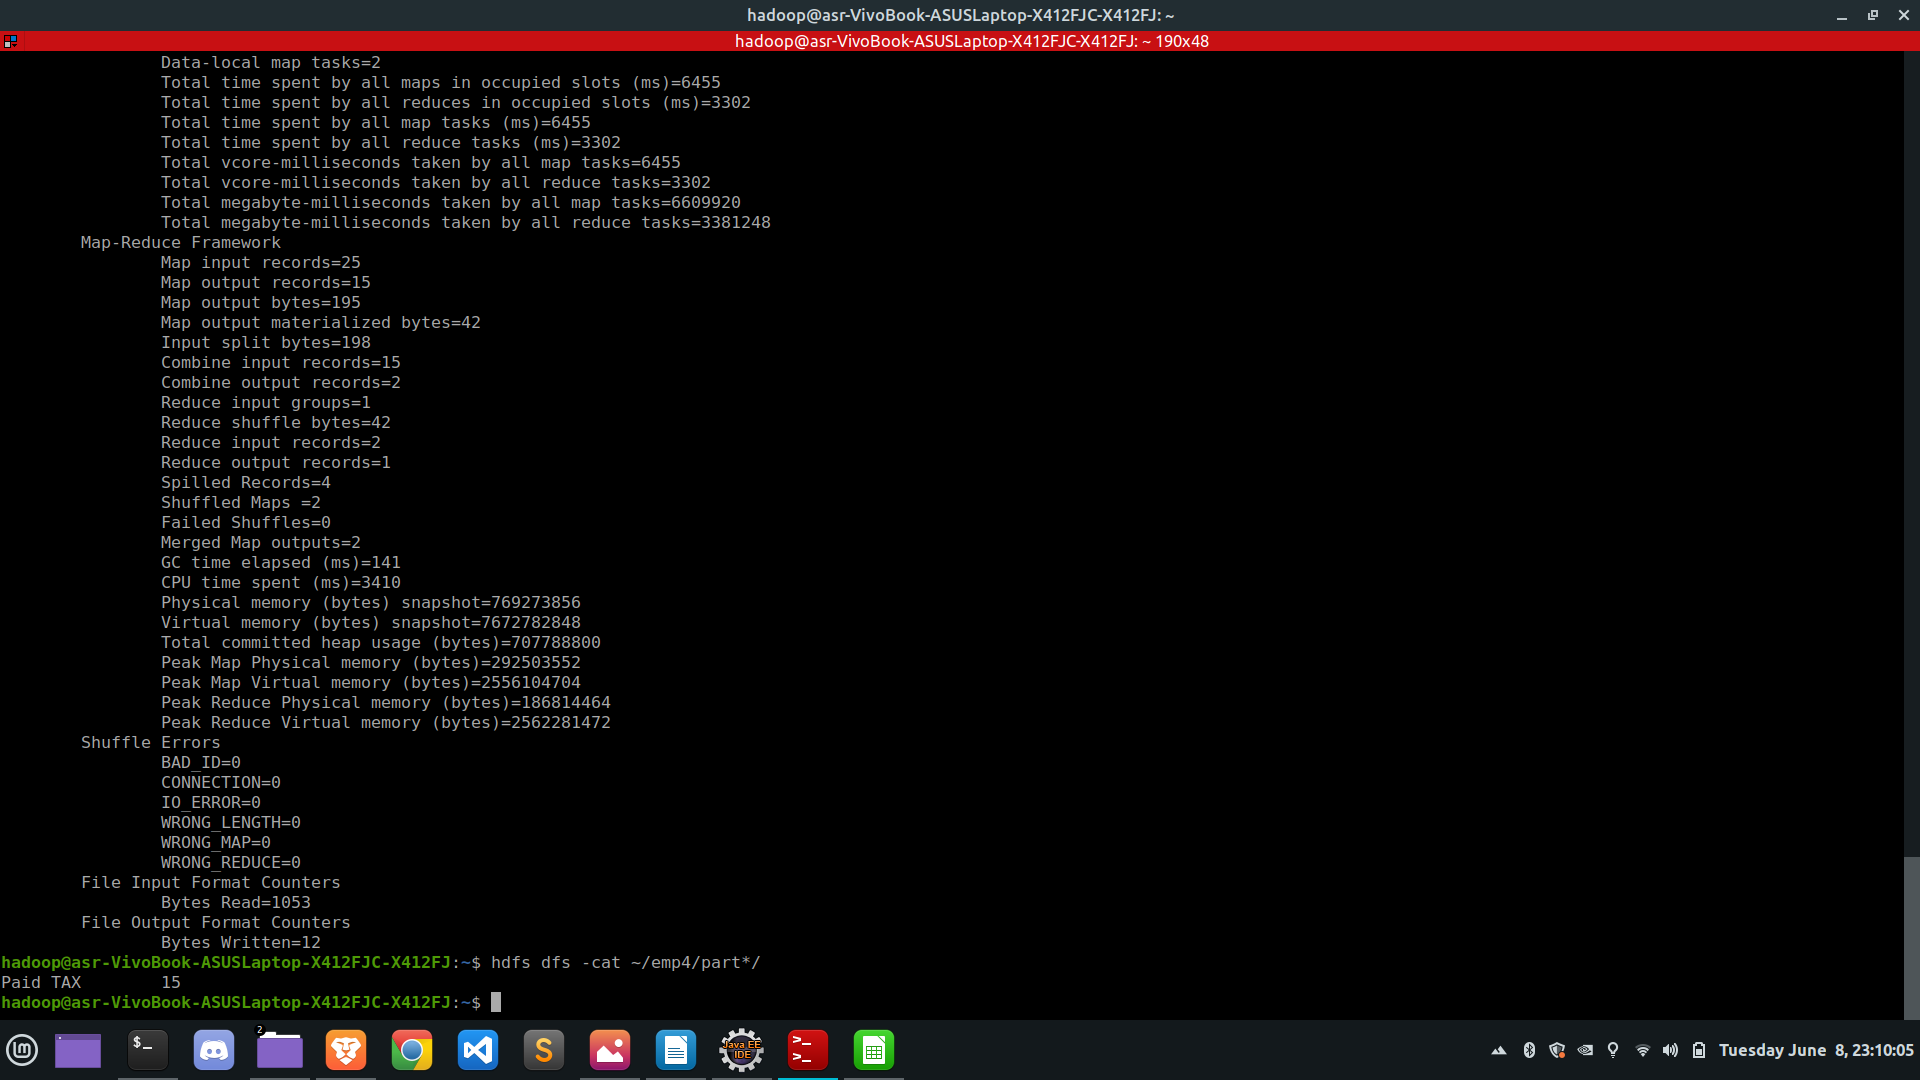 hadoop@asr-VivoBook-ASUSLaptop-X412FJC-X412FJ: ~
hadoop@asr-VivoBook-ASUSLaptop-X412FJC-X412FJ: ~ 190x48
Data-local map tasks=2
Total time spent by all maps in occupied slots (ms)=6455
Total time spent by all reduces in occupied slots (ms)=3302
Total time spent by all map tasks (ms)=6455
Total time spent by all reduce tasks (ms)=3302
Total vcore-milliseconds taken by all map tasks=6455
Total vcore-milliseconds taken by all reduce tasks=3302
Total megabyte-milliseconds taken by all map tasks=6609920
Total megabyte-milliseconds taken by all reduce tasks=3381248
Map-Reduce Framework
Map input records=25
Map output records=15
Map output bytes=195
Map output materialized bytes=42
Input split bytes=198
Combine input records=15
Combine output records=2
Reduce input groups=1
Reduce shuffle bytes=42
Reduce input records=2
Reduce output records=1
Spilled Records=4
Shuffled Maps =2
Failed Shuffles=0
Merged Map outputs=2
GC time elapsed (ms)=141
CPU time spent (ms)=3410
Physical memory (bytes) snapshot=769273856
Virtual memory (bytes) snapshot=7672782848
Total committed heap usage (bytes)=707788800
Peak Map Physical memory (bytes)=292503552
Peak Map Virtual memory (bytes)=2556104704
Peak Reduce Physical memory (bytes)=186814464
Peak Reduce Virtual memory (bytes)=2562281472
Shuffle Errors
BAD_ID=0
CONNECTION=0
IO_ERROR=0
WRONG_LENGTH=0
WRONG_MAP=0
WRONG_REDUCE=0
File Input Format Counters
Bytes Read=1053
File Output Format Counters
Bytes Written=12
hadoop@asr-VivoBook-ASUSLaptop-X412FJC-X412FJ:~$ hdfs dfs -cat ~/emp4/part*/
Paid TAX 15
hadoop@asr-VivoBook-ASUSLaptop-X412FJC-X412FJ:~$
2
Java EE
IDE
Tuesday June 8, 23:10:05